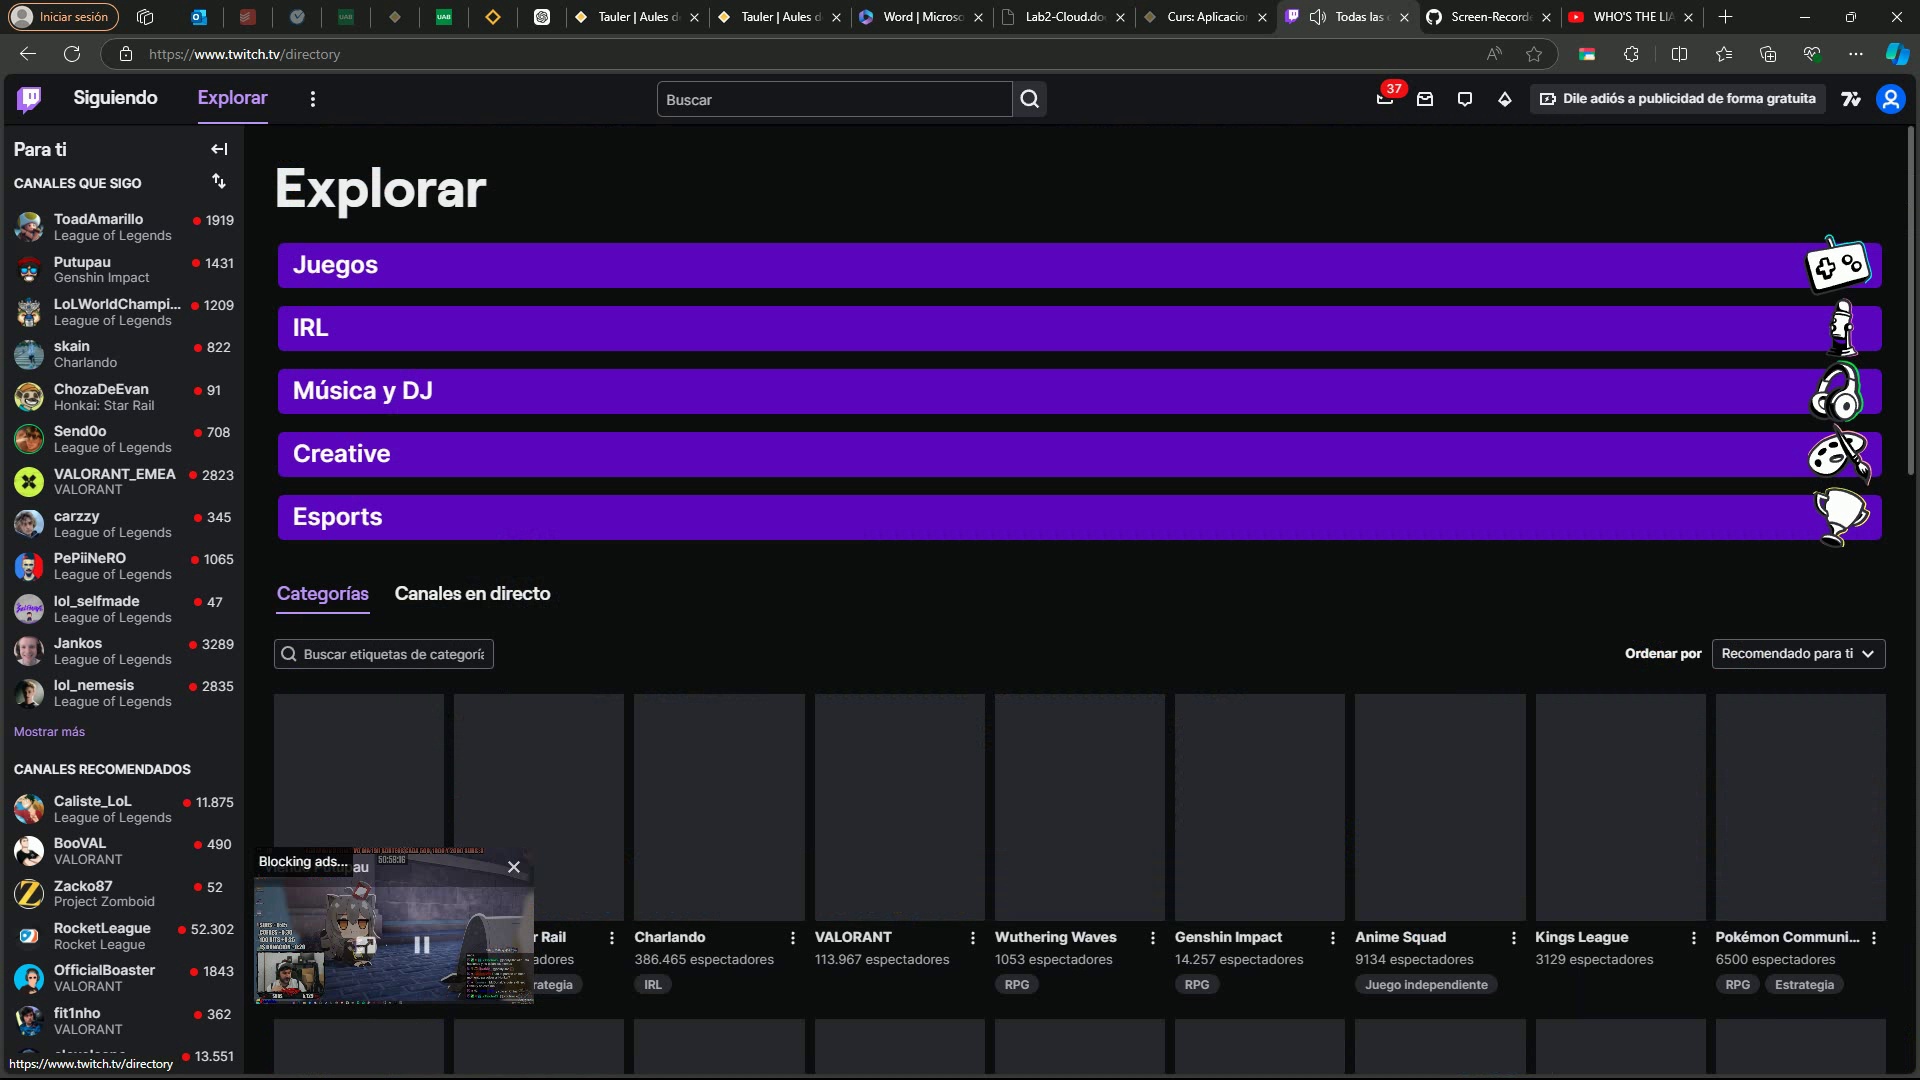 Iniciar sesión
Tauler | Aules d
Tauler | Aules d
Word | Micros
Lab2-Cloud.do
Curs: Aplicacio
Todas las
Screen-Record
WHO'S THE LIA
https://www.twitch.tv/directory
Siguiendo
Explorar
Buscar
37
Dile adiós a publicidad de forma gratuita
Para ti
CANALES QUE SIGO
ToadAmarillo 1919
League of Legends
Putupau 1431
Genshin Impact
LoLWorldChampi... 1209
League of Legends
skain 822
Charlando
ChozaDeEvan 91
Honkai: Star Rail
Send0o 708
League of Legends
VALORANT_EMEA 2823
VALORANT
carzzy 345
League of Legends
PePiiNeRO 1065
League of Legends
lol_selfmade 47
League of Legends
Jankos 3289
League of Legends
lol_nemesis 2835
League of Legends
Mostrar más
CANALES RECOMENDADOS
Caliste_LoL 11.875
League of Legends
BooVAL 490
VALORANT
Zacko87 52
Project Zomboid
RocketLeague 52.302
Rocket League
OfficialBoaster 1843
VALORANT
fit1nho 362
VALORANT
13.551
https://www.twitch.tv/directory
Explorar
Juegos
IRL
Música y DJ
Creative
Esports
Categorías
Canales en directo
Buscar etiquetas de categoría
Ordenar por
Recomendado para ti
Blocking ads...
Viendo Putupau
r Rail
adores
rategia
Charlando
386.465 espectadores
IRL
VALORANT
113.967 espectadores
Wuthering Waves
1053 espectadores
RPG
Genshin Impact
14.257 espectadores
RPG
Anime Squad
9134 espectadores
Juego independiente
Kings League
3129 espectadores
Pokémon Communi...
6500 espectadores
RPG
Estrategia